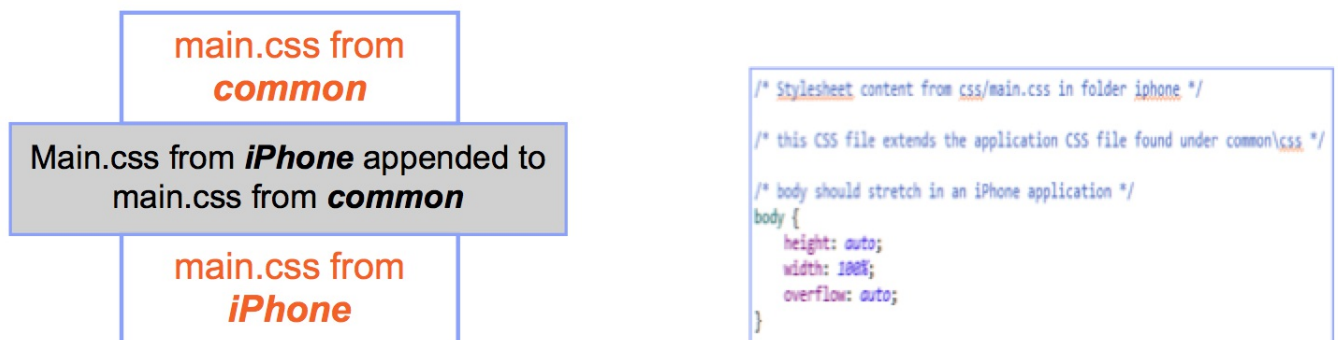 main.css from
common
Main.css from iPhone appended to
main.css from common
main.css from
iPhone
/* Stylesheet content from css/main.css in folder iphone */
/* this CSS file extends the application CSS file found under common\css */
/* body should stretch in an iPhone application */
body {
height: auto;
width: 100%;
overflow: auto;
}